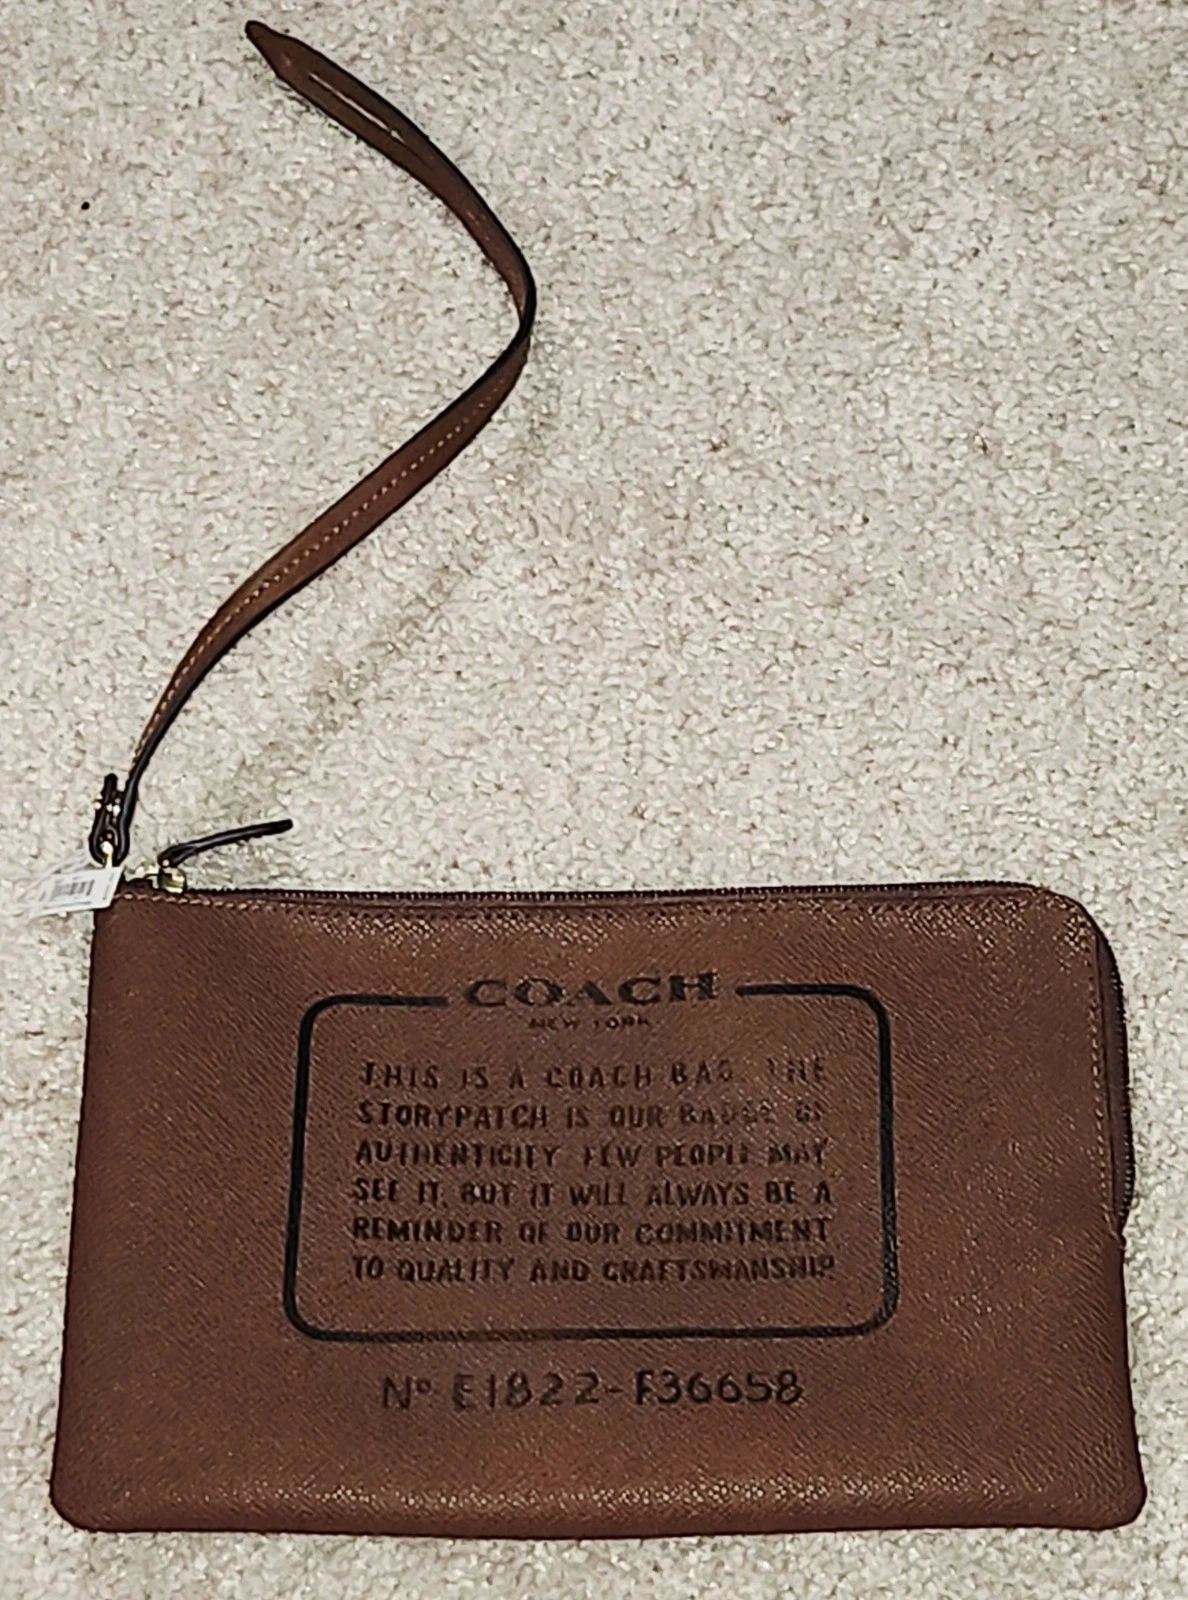 COACH
NEW YORK
THIS IS A COACH BAG. THE
STORYPATCH IS OUR BADGE OF
AUTHENTICITY. FEW PEOPLE MAY
SEE IT, BUT IT WILL ALWAYS BE A
REMINDER OF OUR COMMITMENT
TO QUALITY AND CRAFTSMANSHIP.
Nº E1822-F36658